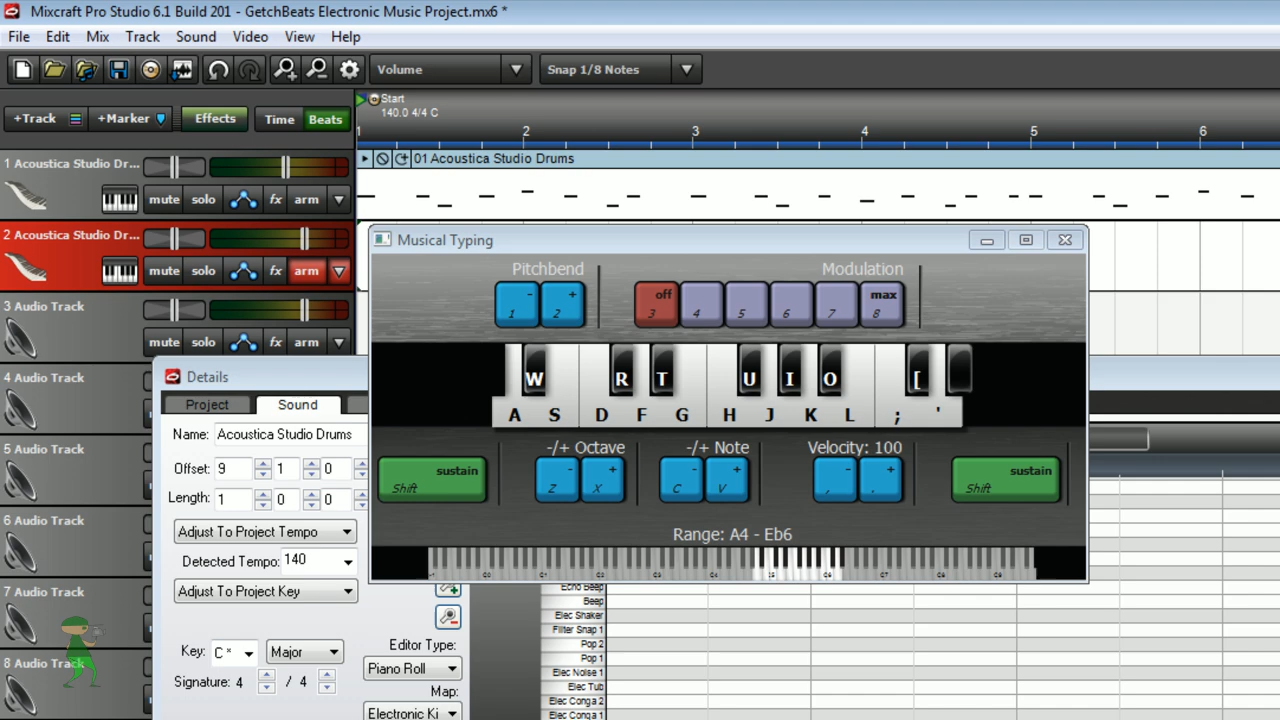 Mixcraft Pro Studio 6.1 Build 201 - GetchBeats Electronic Music Project.mx6 *
File Edit Mix Track Sound Video View Help
Volume Snap 1/8 Notes
+Track +Marker Effects Time Beats
Start
140.0 4/4 C
1 2 3 4 5 6
1 Acoustica Studio Dr...
01 Acoustica Studio Drums
mute solo fx arm
2 Acoustica Studio Dr...
mute solo fx arm
3 Audio Track
mute solo fx arm
4 Audio Track
5 Audio Track
6 Audio Track
7 Audio Track
8 Audio Track
Musical Typing
Pitchbend Modulation
- + off max
1 2 3 4 5 6 7 8
W R T U I O [
A S D F G H J K L ; '
-/+ Octave -/+ Note Velocity: 100
sustain - + - + - + sustain
Shift Z X C V , . Shift
Range: A4 - Eb6
Details
Project Sound
Name: Acoustica Studio Drums
Offset: 9 1 0
Length: 1 0 0
Adjust To Project Tempo
Detected Tempo: 140
Adjust To Project Key
Key: C * Major
Signature: 4 / 4
Editor Type:
Piano Roll
Map:
Electronic Ki
Echo Beep
Beep
Elec Shaker
Filter Snap 1
Pop 2
Pop 1
Elec Noise 1
Elec Tub
Elec Conga 2
Elec Conga 1